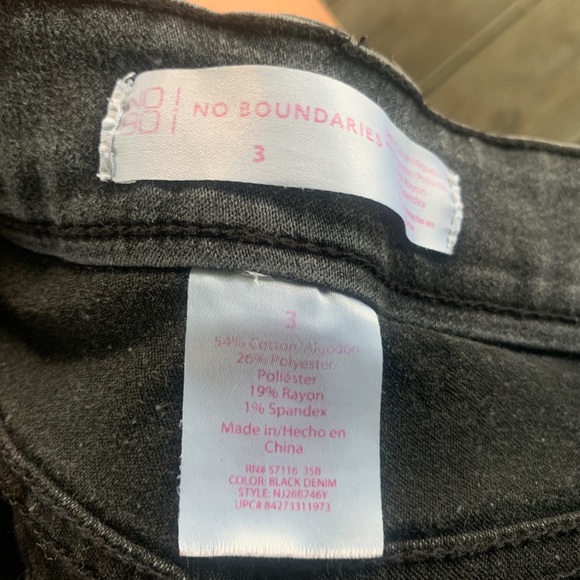 NO
BO
NO BOUNDARIES
3
3
54% Cotton/Algodon
26% Polyester/
Poliéster
19% Rayon
1% Spandex
Made in/Hecho en
China
RN# 57116 35B
COLOR: BLACK DENIM
STYLE: NJ26B746Y
UPC# 84273311973